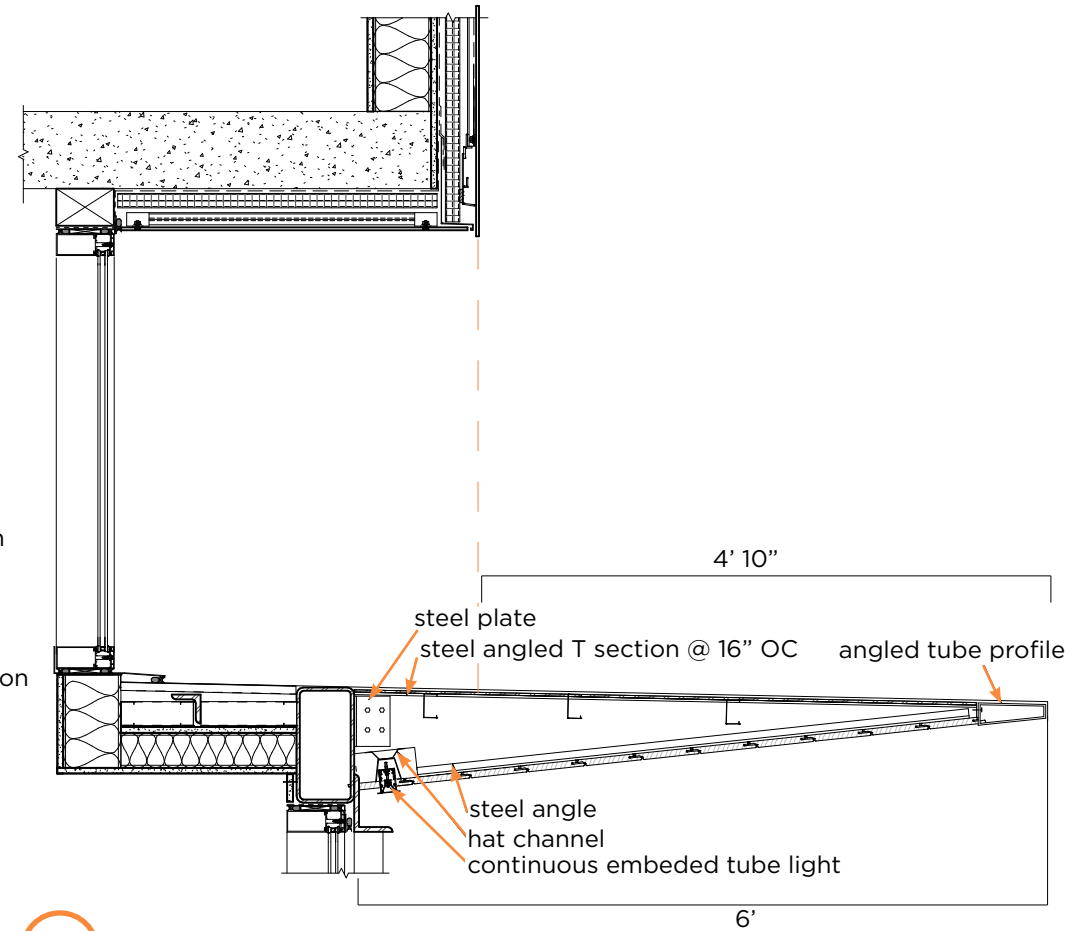 4’ 10”
steel plate
steel angled T section @ 16” OC
angled tube profile
on
steel angle
hat channel
continuous embeded tube light
6’